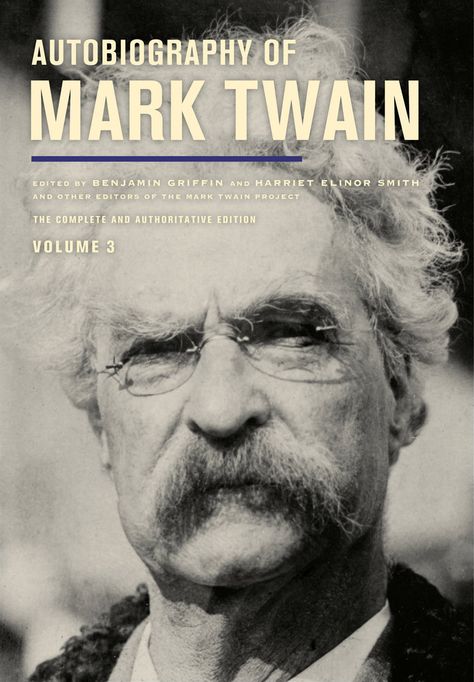 AUTOBIOGRAPHY OF
MARK TWAIN
EDITED BY BENJAMIN GRIFFIN AND HARRIET ELINOR SMITH
AND OTHER EDITORS OF THE MARK TWAIN PROJECT
THE COMPLETE AND AUTHORITATIVE EDITION
VOLUME 3